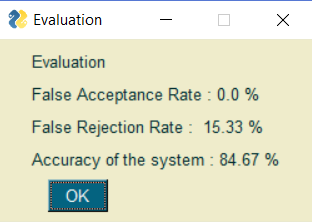 Evaluation
Evaluation
False Acceptance Rate : 0.0 %
False Rejection Rate :  15.33 %
Accuracy of the system : 84.67 %
OK